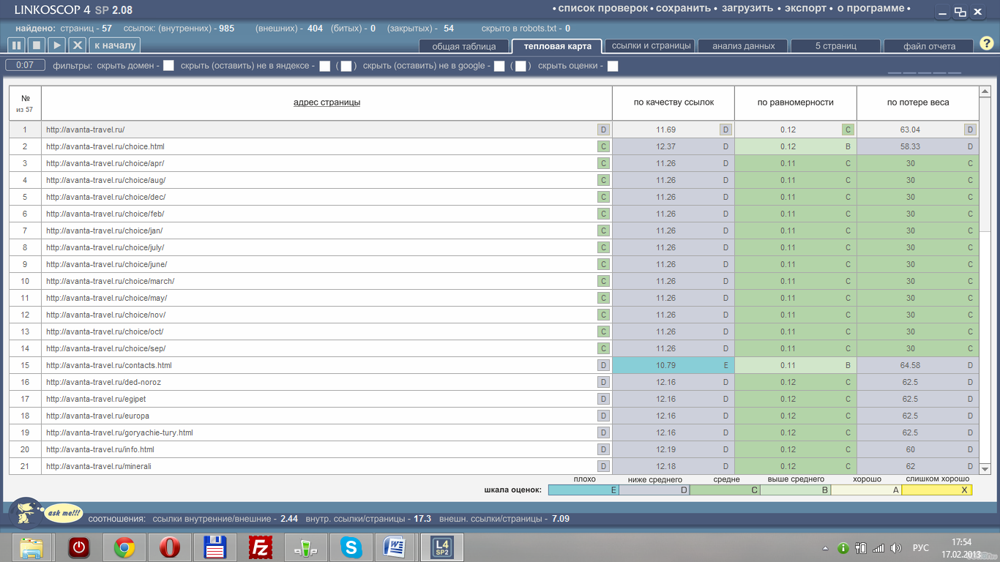 LINKOSCOP 4 SP 2.08
• список проверок • сохранить • загрузить • экспорт • о программе •
найдено: страниц - 57 ссылок: (внутренних) - 985 (внешних) - 404 (битых) - 0 (закрытых) - 54 скрыто в robots.txt - 0
к началу общая таблица тепловая карта ссылки и страницы анализ данных 5 страниц файл отчета ?
0:07 фильтры: скрыть домен - скрыть (оставить) не в яндексе - ( ) скрыть (оставить) не в google - ( ) скрыть оценки -
№ из 57 адрес страницы по качеству ссылок по равномерности по потере веса
1 http://avanta-travel.ru/ D 11.69 D 0.12 C 63.04 D
2 http://avanta-travel.ru/choice.html C 12.37 D 0.12 B 58.33 D
3 http://avanta-travel.ru/choice/apr/ C 11.26 D 0.11 C 30 C
4 http://avanta-travel.ru/choice/aug/ C 11.26 D 0.11 C 30 C
5 http://avanta-travel.ru/choice/dec/ C 11.26 D 0.11 C 30 C
6 http://avanta-travel.ru/choice/feb/ C 11.26 D 0.11 C 30 C
7 http://avanta-travel.ru/choice/jan/ C 11.26 D 0.11 C 30 C
8 http://avanta-travel.ru/choice/july/ C 11.26 D 0.11 C 30 C
9 http://avanta-travel.ru/choice/june/ C 11.26 D 0.11 C 30 C
10 http://avanta-travel.ru/choice/march/ C 11.26 D 0.11 C 30 C
11 http://avanta-travel.ru/choice/may/ C 11.26 D 0.11 C 30 C
12 http://avanta-travel.ru/choice/nov/ C 11.26 D 0.11 C 30 C
13 http://avanta-travel.ru/choice/oct/ C 11.26 D 0.11 C 30 C
14 http://avanta-travel.ru/choice/sep/ C 11.26 D 0.11 C 30 C
15 http://avanta-travel.ru/contacts.html D 10.79 E 0.11 B 64.58 D
16 http://avanta-travel.ru/ded-noroz D 12.16 D 0.12 C 62.5 D
17 http://avanta-travel.ru/egipet D 12.16 D 0.12 C 62.5 D
18 http://avanta-travel.ru/europa D 12.16 D 0.12 C 62.5 D
19 http://avanta-travel.ru/goryachie-tury.html D 12.16 D 0.12 C 62.5 D
20 http://avanta-travel.ru/info.html D 12.19 D 0.12 C 60 D
21 http://avanta-travel.ru/minerali D 12.18 D 0.12 C 62 D
плохо ниже среднего средне выше среднего хорошо слишком хорошо
шкала оценок: E D C B A X
ask me!!!
соотношения: ссылки внутренние/внешние - 2.44 внутр. ссылки/страницы - 17.3 внешн. ссылки/страницы - 7.09
Fz S W L4 SP2 РУС 17:54
17.02.2013